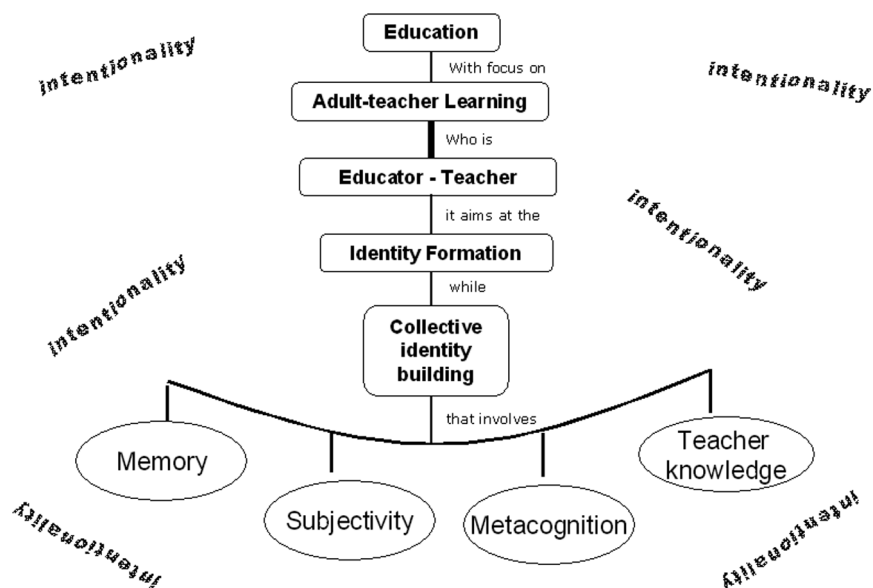 intentionality
Education
intentionality
With focus on
Adult-teacher Learning
Who is
Educator - Teacher
it aims at the
intentionality
Identity Formation
intentionality
while
Collective
identity
building
that involves
Memory
Subjectivity
Metacognition
Teacher
knowledge
intentionality
intentionality